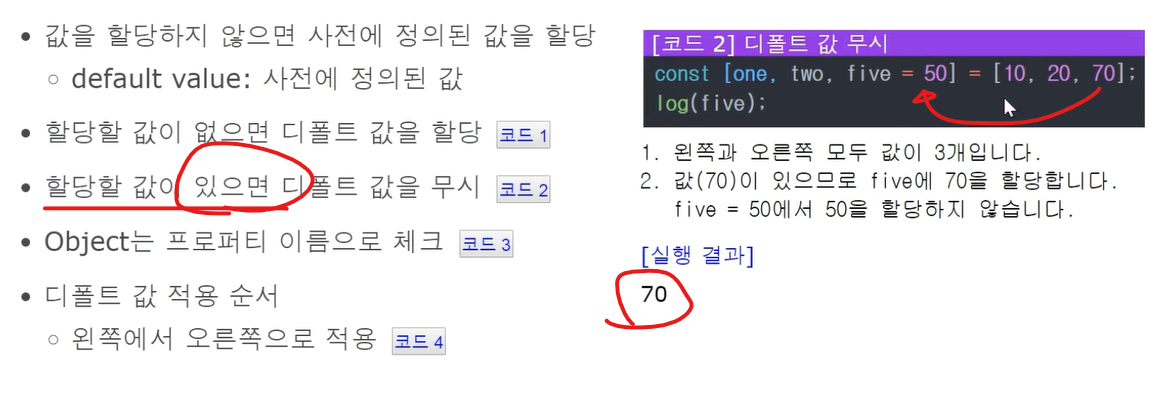 • 값을 할당하지 않으면 사전에 정의된 값을 할당
○ default value: 사전에 정의된 값
• 할당할 값이 없으면 디폴트 값을 할당 코드 1
• 할당할 값이 있으면 디폴트 값을 무시 코드 2
• Object는 프로퍼티 이름으로 체크 코드 3
• 디폴트 값 적용 순서
○ 왼쪽에서 오른쪽으로 적용 코드 4
[코드 2] 디폴트 값 무시
const [one, two, five = 50] = [10, 20, 70];
log(five);
1. 왼쪽과 오른쪽 모두 값이 3개입니다.
2. 값(70)이 있으므로 five에 70을 할당합니다.
five = 50에서 50을 할당하지 않습니다.
[실행 결과]
70